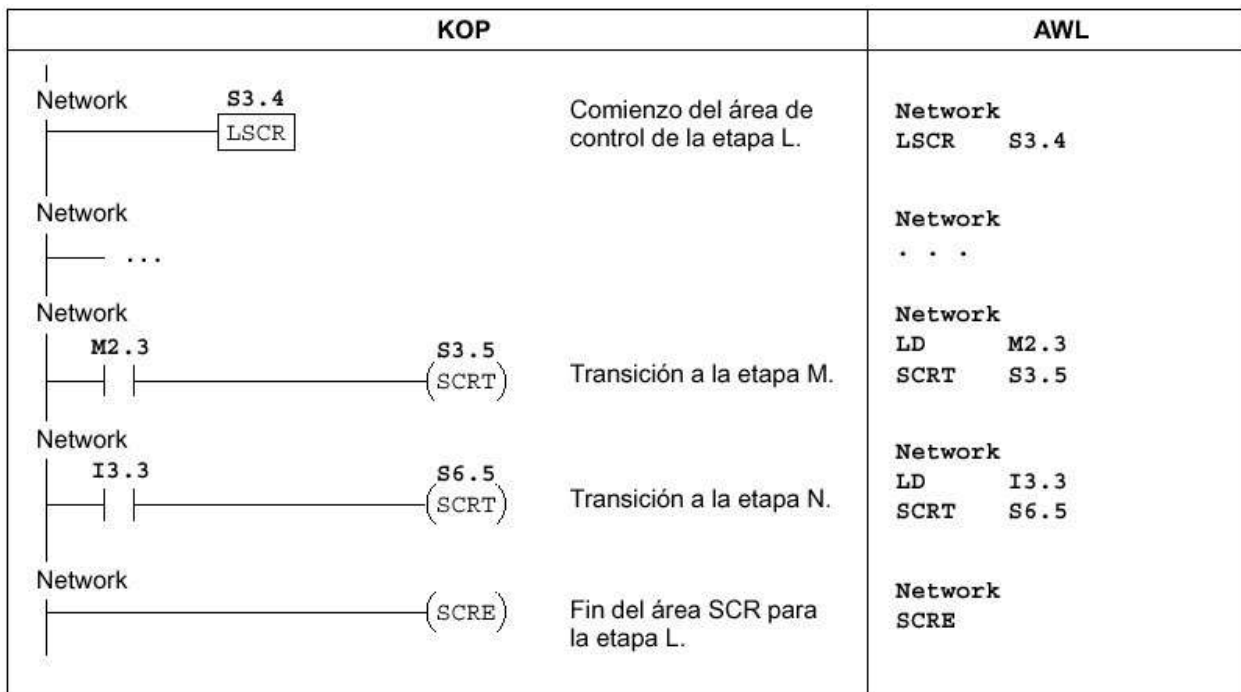 KOP
AWL
Network
S3.4
LSCR
Comienzo del área de
control de la etapa L.
Network
LSCR S3.4
Network
...
Network
. . .
Network
M2.3
S3.5
SCRT
Transición a la etapa M.
Network
LD M2.3
SCRT S3.5
Network
I3.3
S6.5
SCRT
Transición a la etapa N.
Network
LD I3.3
SCRT S6.5
Network
SCRE
Fin del área SCR para
la etapa L.
Network
SCRE